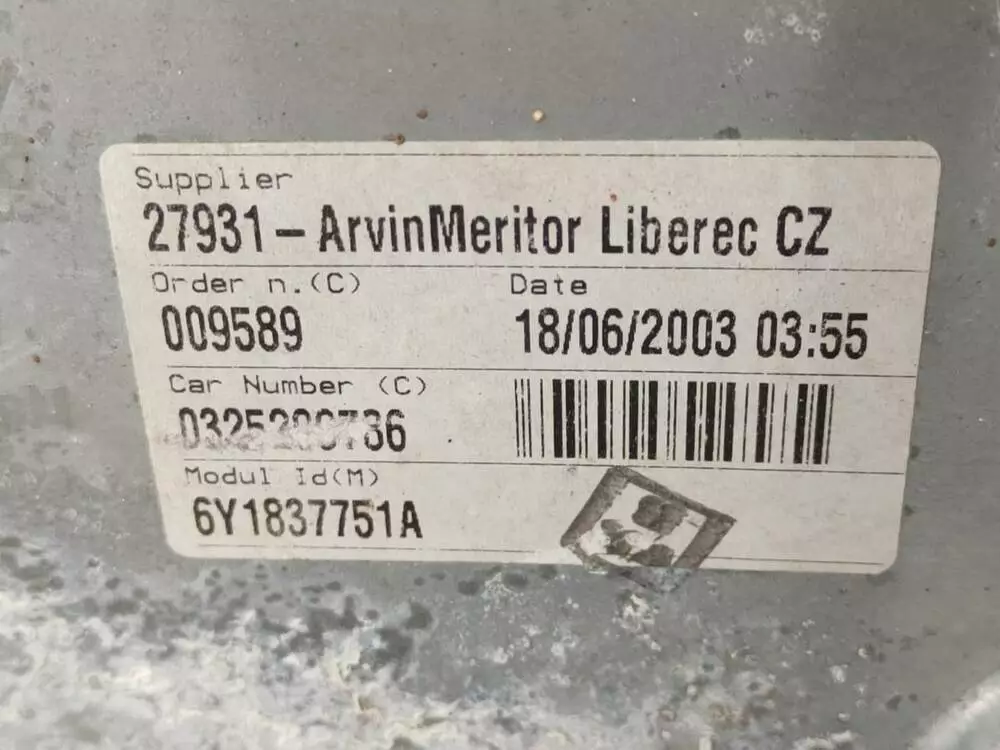 Supplier
27931-ArvinMeritor Liberec CZ
Order n.(C)
Date
009589
18/06/2003 03:55
Car Number (C)
Modul Id(M)
6Y1837751A